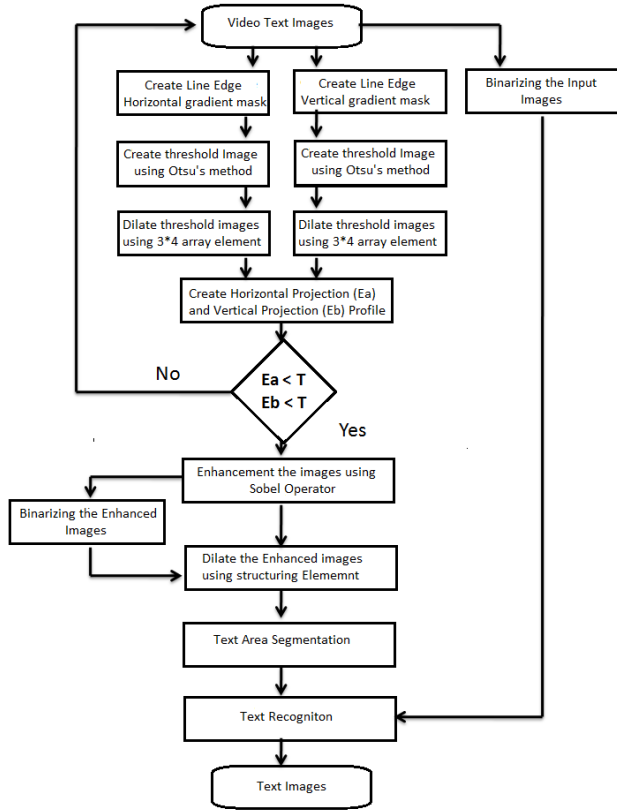 Video Text Images
Create Line Edge
Horizontal gradient mask
Create Line Edge
Vertical gradient mask
Binarizing the Input
Images
Create threshold Image
using Otsu's method
Create threshold Image
using Otsu's method
Dilate threshold images
using 3*4 array element
Dilate threshold images
using 3*4 array element
Create Horizontal Projection (Ea)
and Vertical Projection (Eb) Profile
No
Ea < T
Eb < T
Yes
Enhancement the images using
Sobel Operator
Binarizing the Enhanced
Images
Dilate the Enhanced images
using structuring Elememnt
Text Area Segmentation
Text Recogniton
Text Images